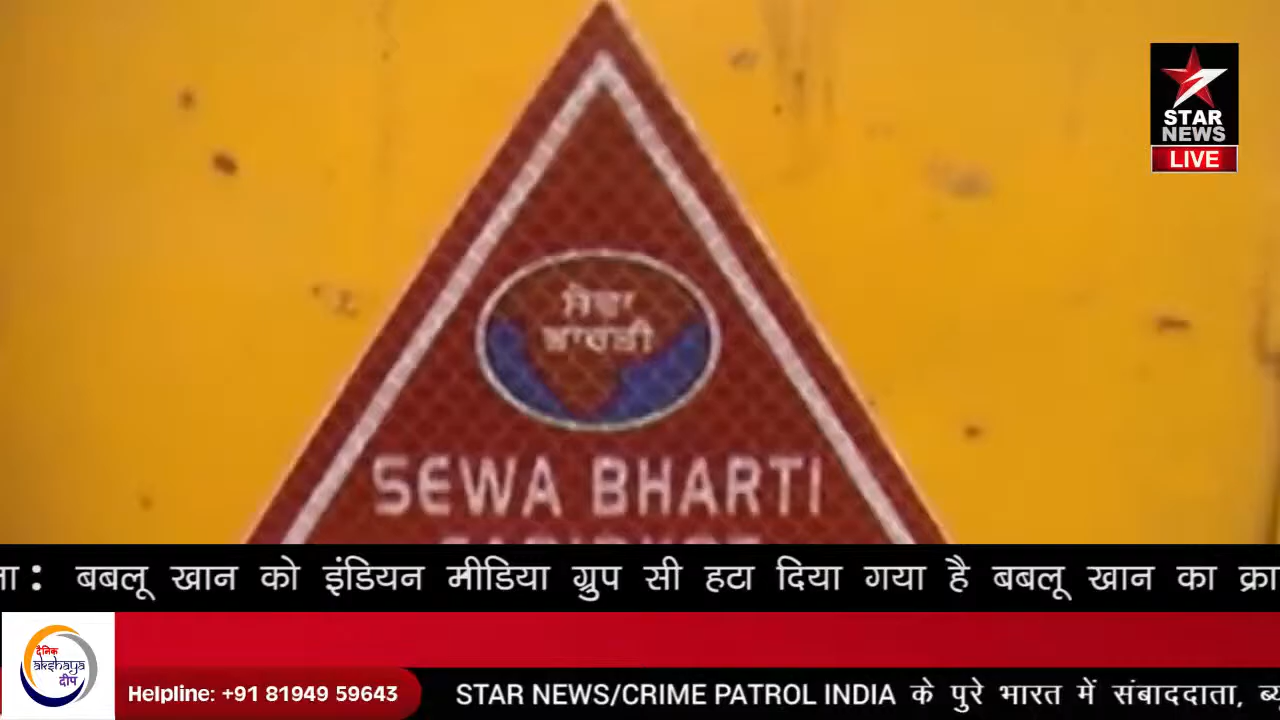 STAR
NEWS
LIVE
SEWA BHARTI
ता : बबलू खान को इंडियन मीडिया ग्रुप सी हटा दिया गया है बबलू खान का क्रा
दैनिक
akshaya
दीप
Helpline: +91 81949 59643
STAR NEWS/CRIME PATROL INDIA के पुरे भारत में संबाददाता, ब्यू